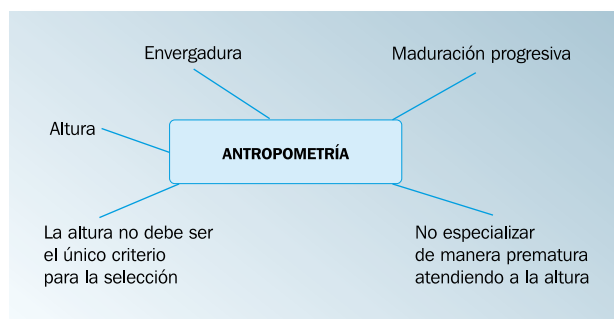 Envergadura
Maduración progresiva
Altura
ANTROPOMETRÍA
La altura no debe ser
el único criterio
para la selección
No especializar
de manera prematura
atendiendo a la altura